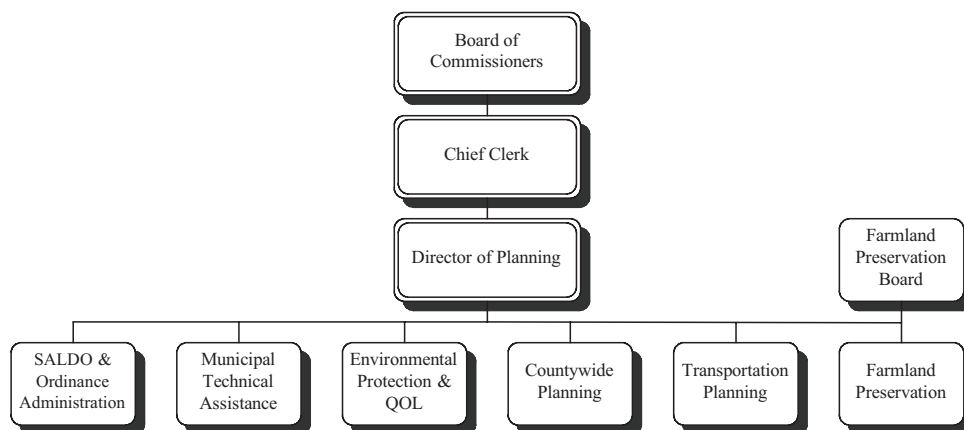 Board of
Commissioners
Chief Clerk
Director of Planning
Farmland
Preservation
Board
SALDO &
Ordinance
Administration
Municipal
Technical
Assistance
Environmental
Protection &
QOL
Countywide
Planning
Transportation
Planning
Farmland
Preservation